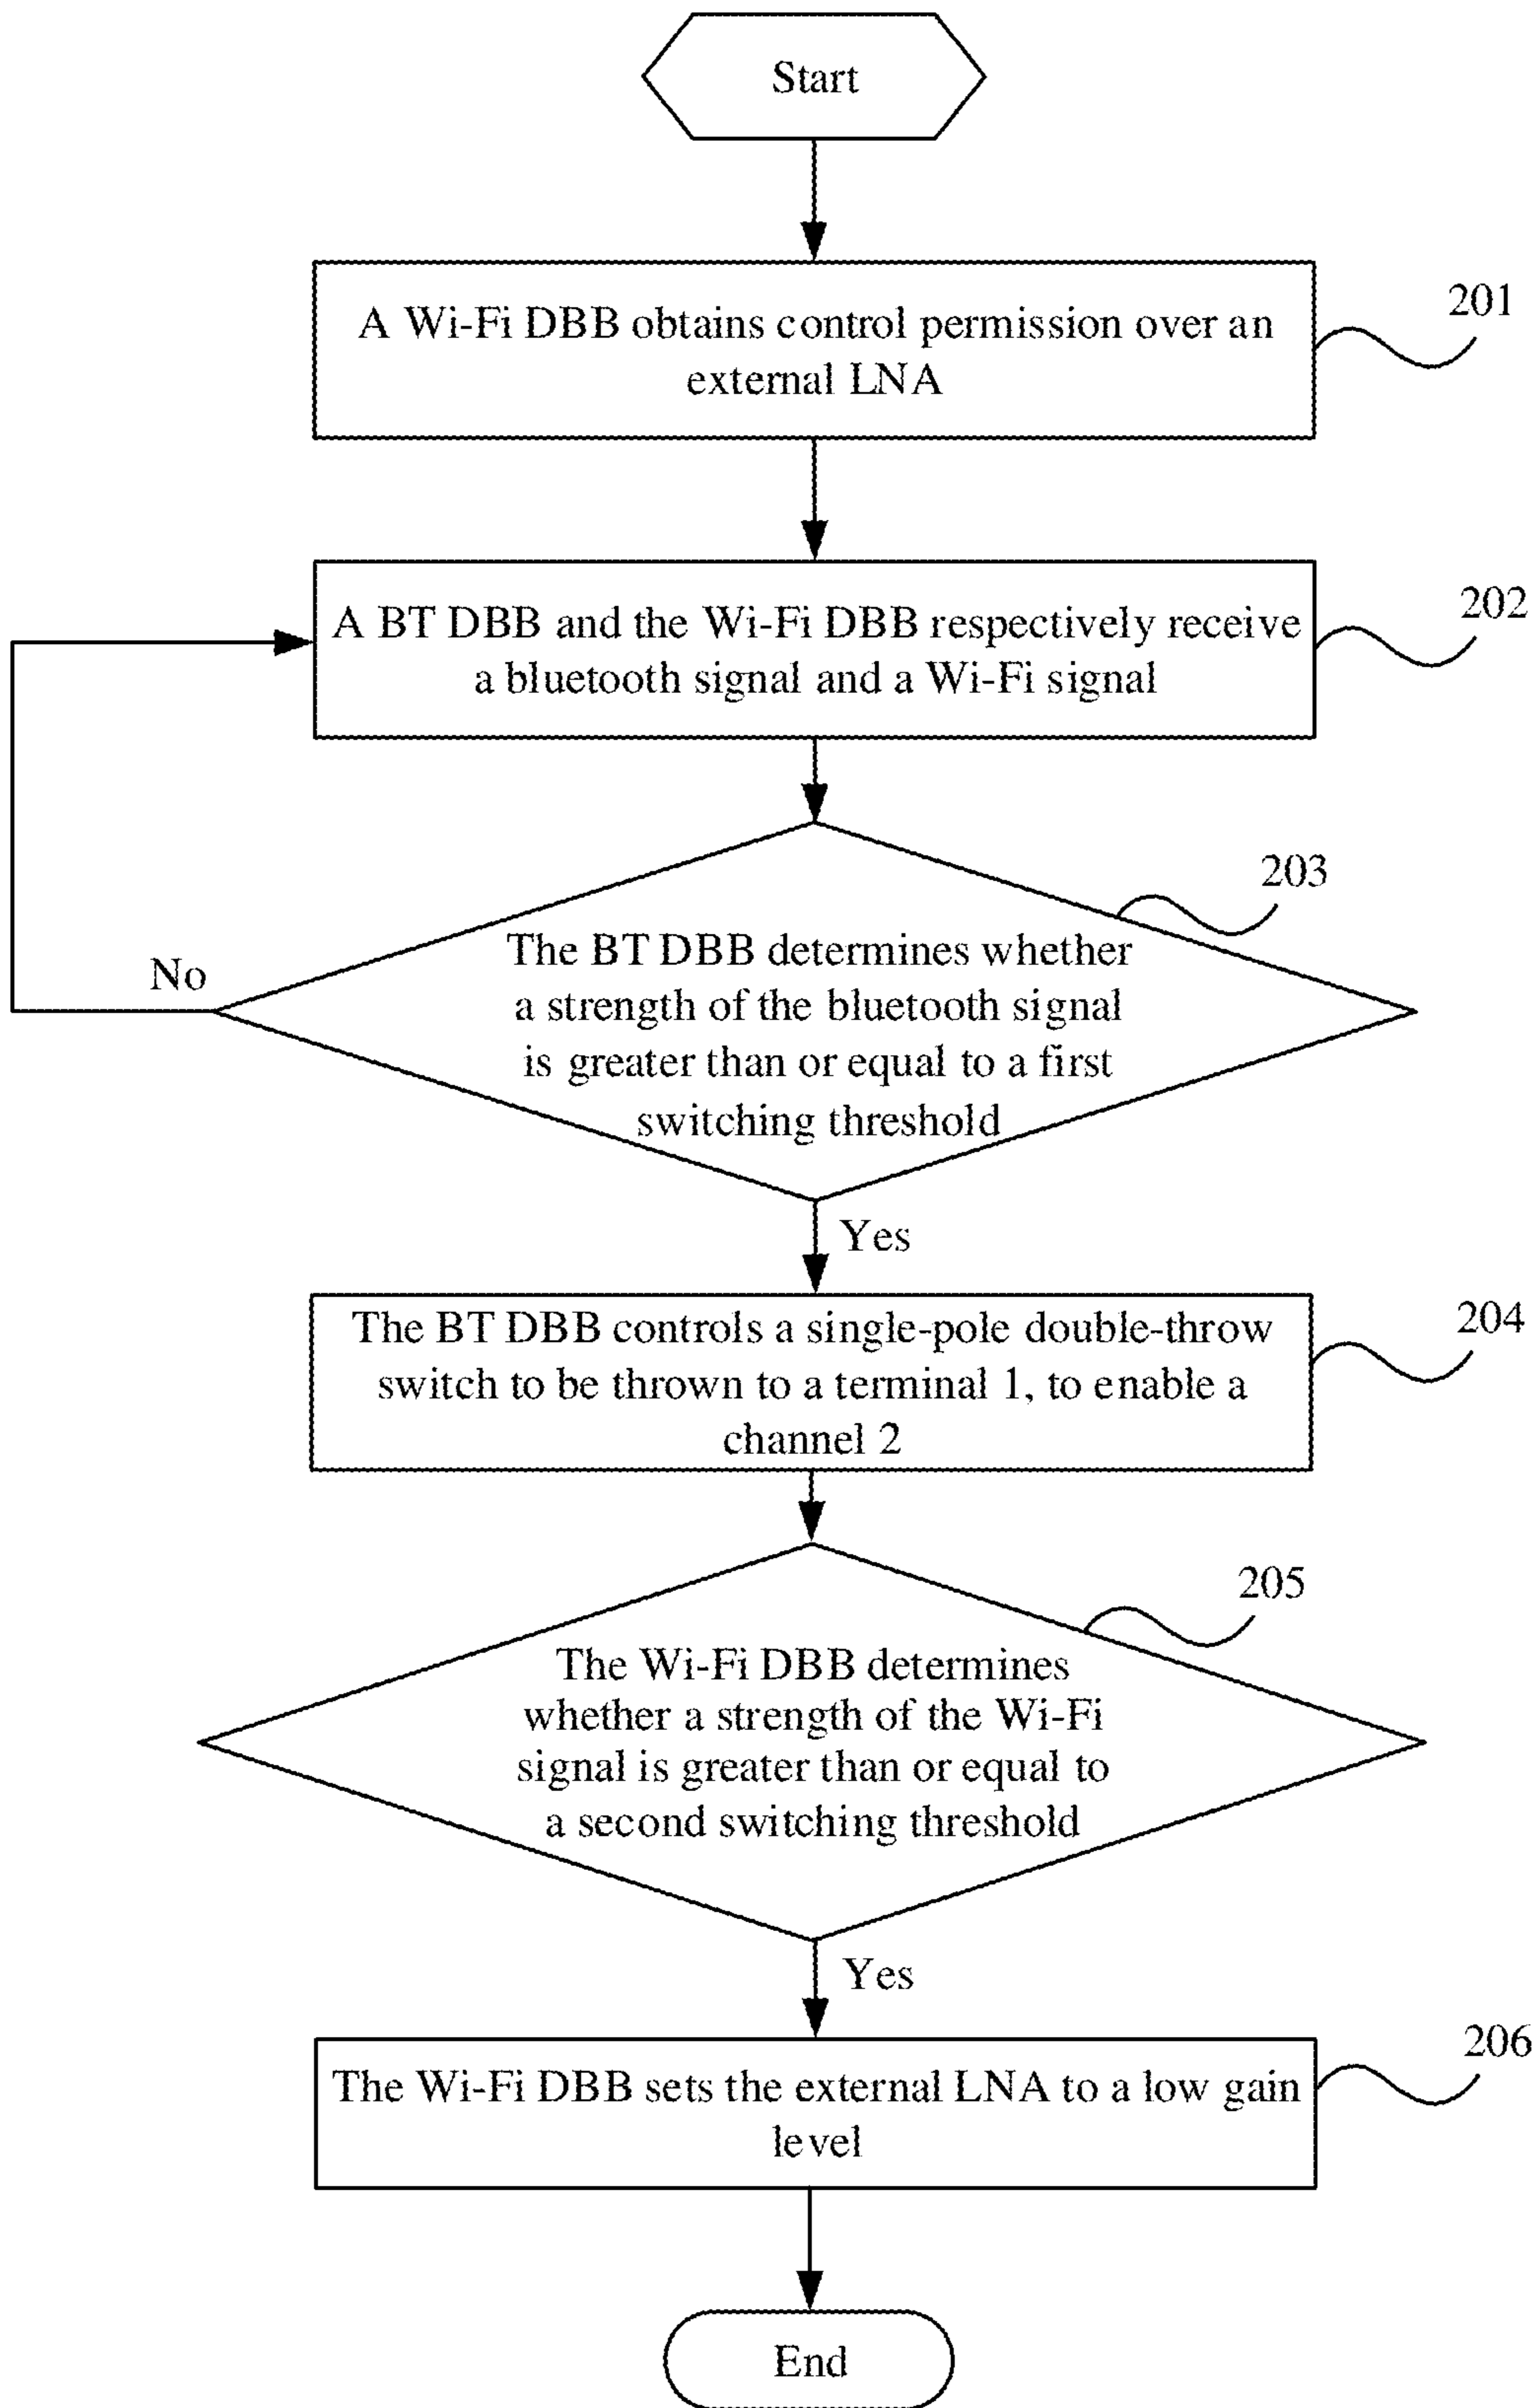 Start
A Wi-Fi DBB obtains control permission over an
external LNA
201
A BT DBB and the Wi-Fi DBB respectively receive
a bluetooth signal and a Wi-Fi signal
202
203
The BT DBB determines whether
a strength of the bluetooth signal
is greater than or equal to a first
switching threshold
No
Yes
The BT DBB controls a single-pole double-throw
switch to be thrown to a terminal 1, to enable a
channel 2
204
205
The Wi-Fi DBB determines
whether a strength of the Wi-Fi
signal is greater than or equal to
a second switching threshold
Yes
The Wi-Fi DBB sets the external LNA to a low gain
level
206
End